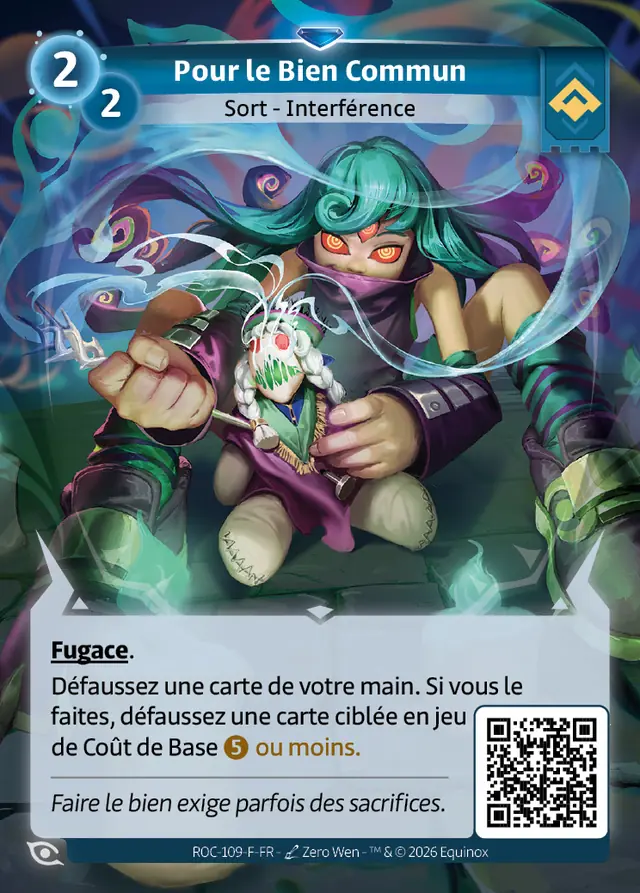 2
2
Pour le Bien Commun
Sort - Interférence
Fugace.
Défaussez une carte de votre main. Si vous le
faites, défaussez une carte ciblée en jeu
de Coût de Base 5 ou moins.
Faire le bien exige parfois des sacrifices.
ROC-109-F-FR - Zero Wen - ™ & © 2026 Equinox